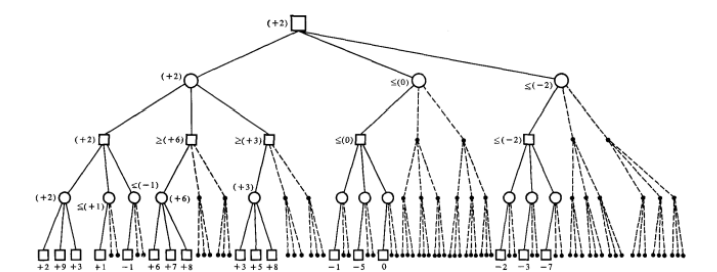 (+2)
(+2) ≤(0) ≤(-2)
(+2) ≥(+6) ≥(+3) ≤(0) ≤(-2)
(+2) ≤(+1) ≤(-1) (+6) (+3)
+2 +9 +3 +1 -1 +6 +7 +8 +3 +5 +8 -1 -5 0 -2 -3 -7